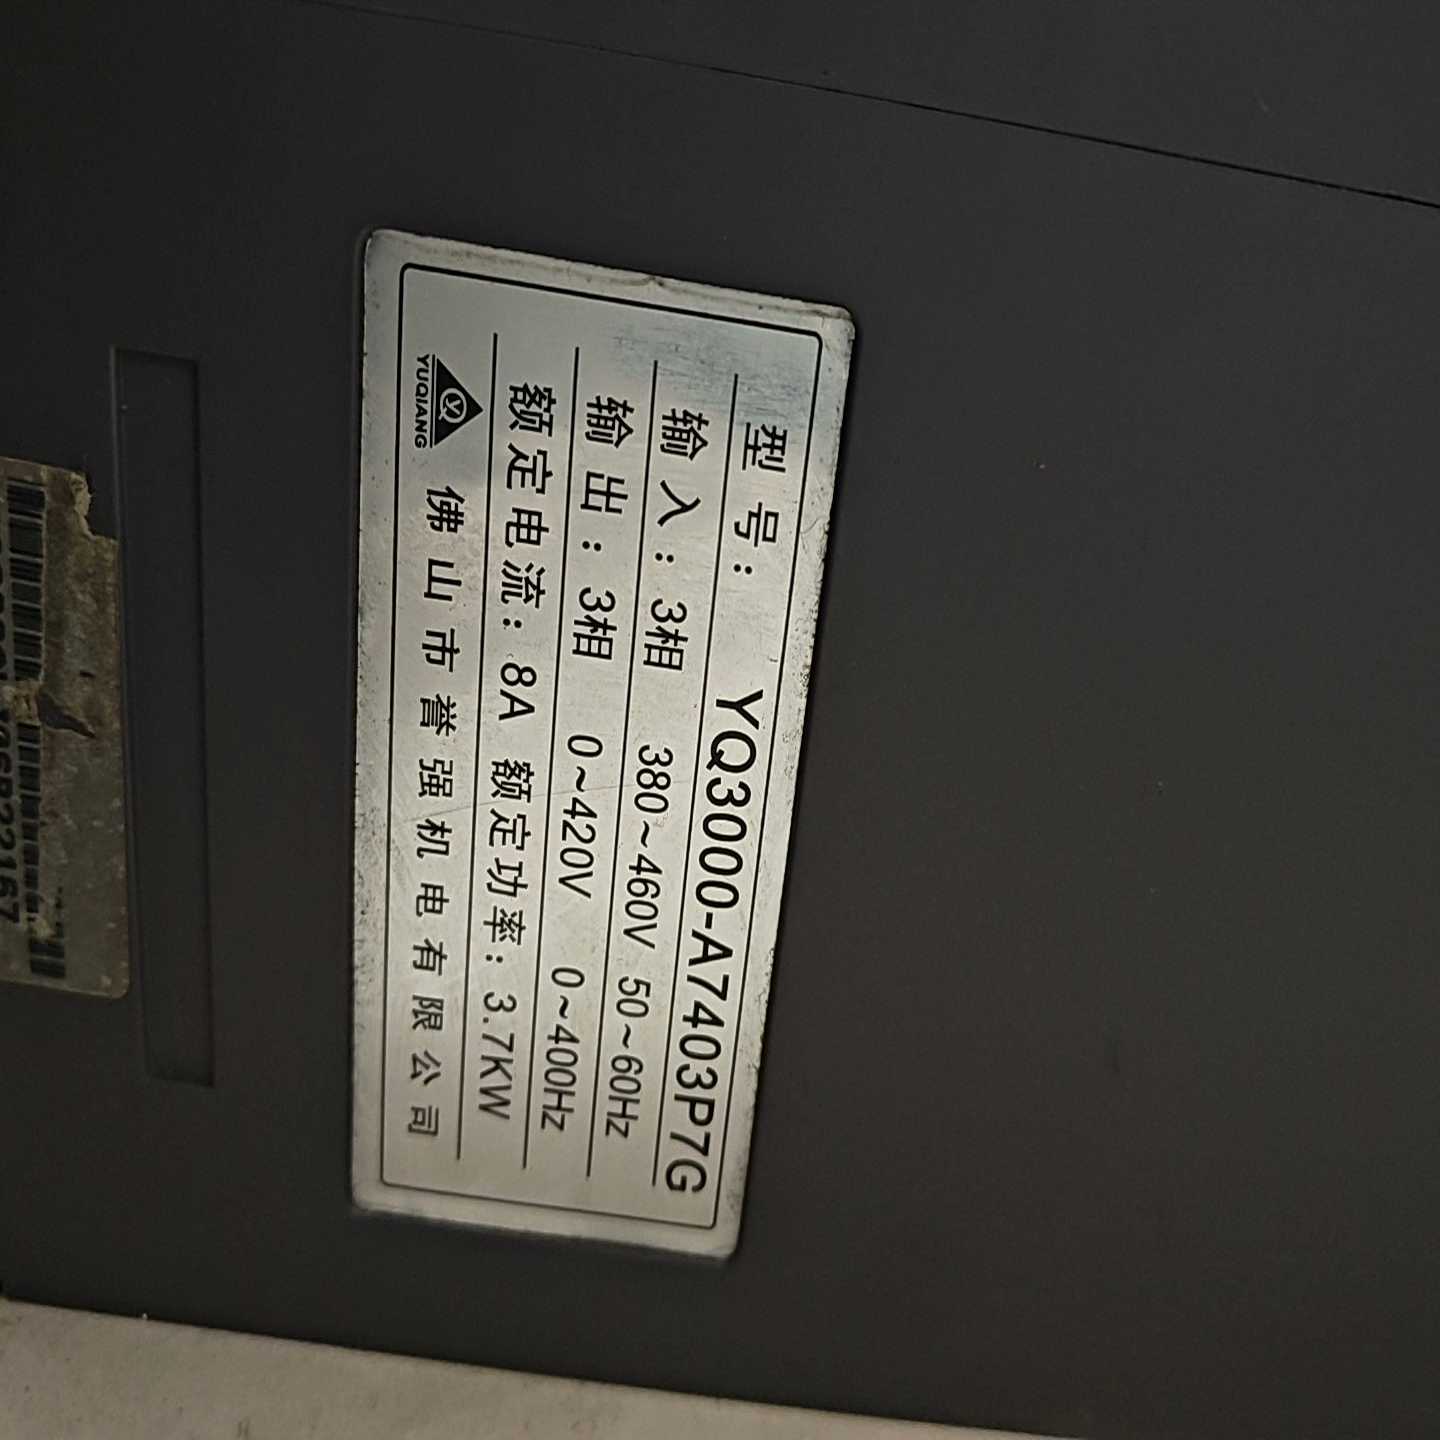 型号: YQ3000-A7403P7G
输入: 3相 380~460V 50~60Hz
输出: 3相 0~420V 0~400Hz
额定电流: 8A 额定功率: 3.7KW
YUQIANG 佛山市誉强机电有限公司